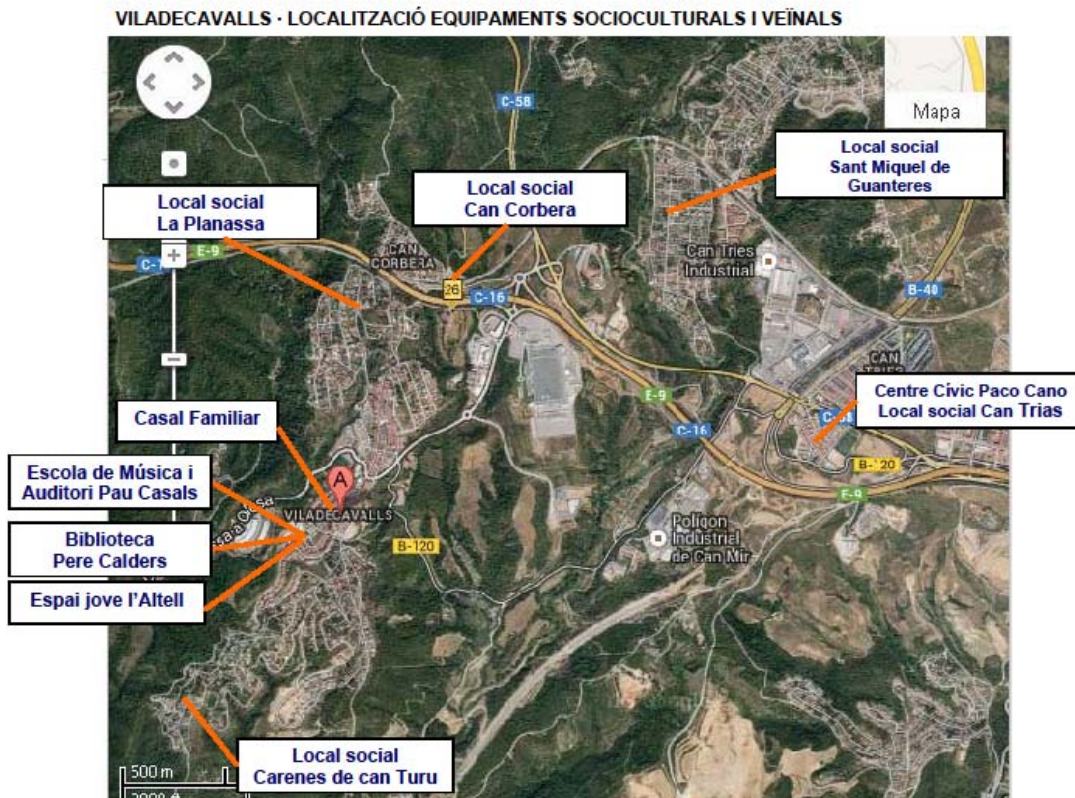 VILADECAVALLS · LOCALITZACIÓ EQUIPAMENTS SOCIOCULTURALS I VEÏNALS
Mapa
C-58
Local social
Sant Miquel de
Guanteres
Local social
Can Corbera
Local social
La Planassa
E-9
CAN
CORBERA
26
C-16
Can Tries
Industrial
B-40
CAN
Centre Cívic Paco Cano
Local social Can Trias
E-9
C-16
B-120
E-9
Casal Familiar
Escola de Música i
Auditori Pau Casals
A
VILADECAVALLS
Biblioteca
Pere Calders
B-120
Polígon
Industrial
de Can Mir
Espai jove l'Altell
Local social
Carenes de can Turu
500 m